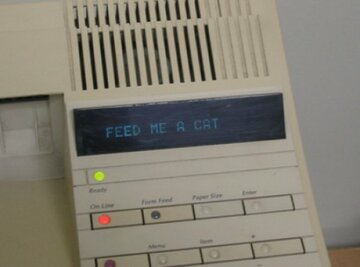 FEED ME A CAT
Ready
On Line
Form Feed
Paper Size
Enter
Menu
Item
+